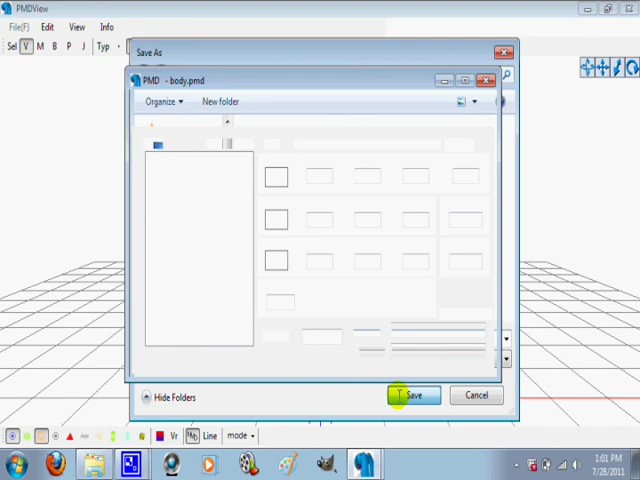 PMDView
File(F) Edit View Info
Sel V M B P J Typ
Save As
PMD - body.pmd
Organize New folder
Hide Folders Save Cancel
Vr Line mode
1:01 PM
7/28/2011